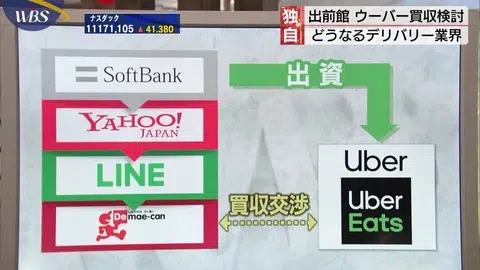 WBS
ナスダック
11171,105 ▲ 41.380
独自
出前館 ウーバー買収検討
どうなるデリバリー業界
SoftBank
出資
YAHOO!
JAPAN
LINE
Demae-can
買収交渉
Uber
Uber
Eats